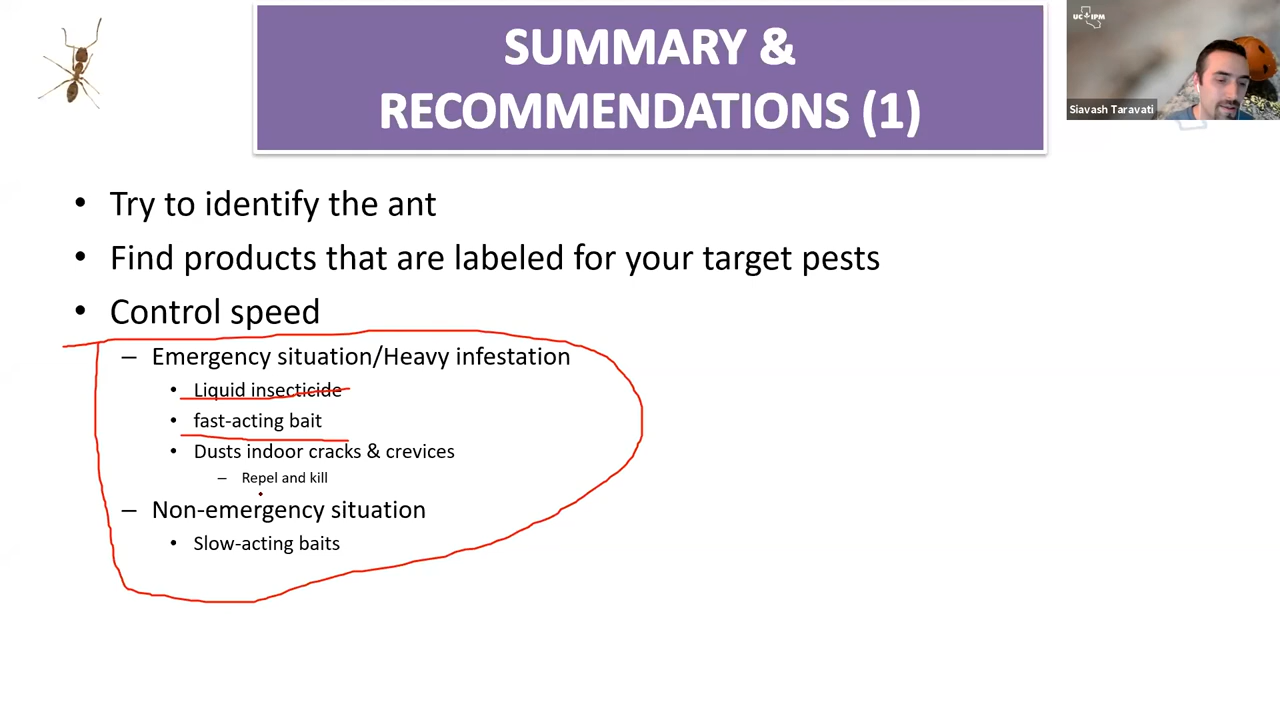 SUMMARY &
RECOMMENDATIONS (1)
UC IPM
Siavash Taravati
• Try to identify the ant
• Find products that are labeled for your target pests
• Control speed
– Emergency situation/Heavy infestation
• Liquid insecticide
• fast-acting bait
• Dusts indoor cracks & crevices
– Repel and kill
– Non-emergency situation
• Slow-acting baits